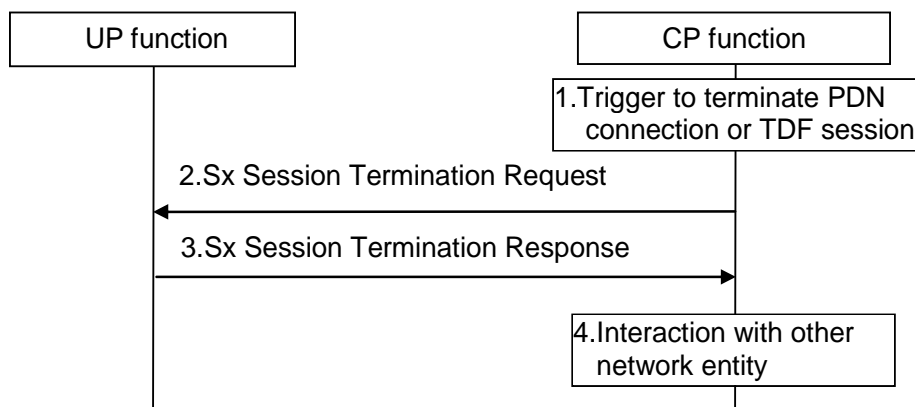 UP function
CP function
1.Trigger to terminate PDN
connection or TDF session
2.Sx Session Termination Request
3.Sx Session Termination Response
4.Interaction with other
network entity